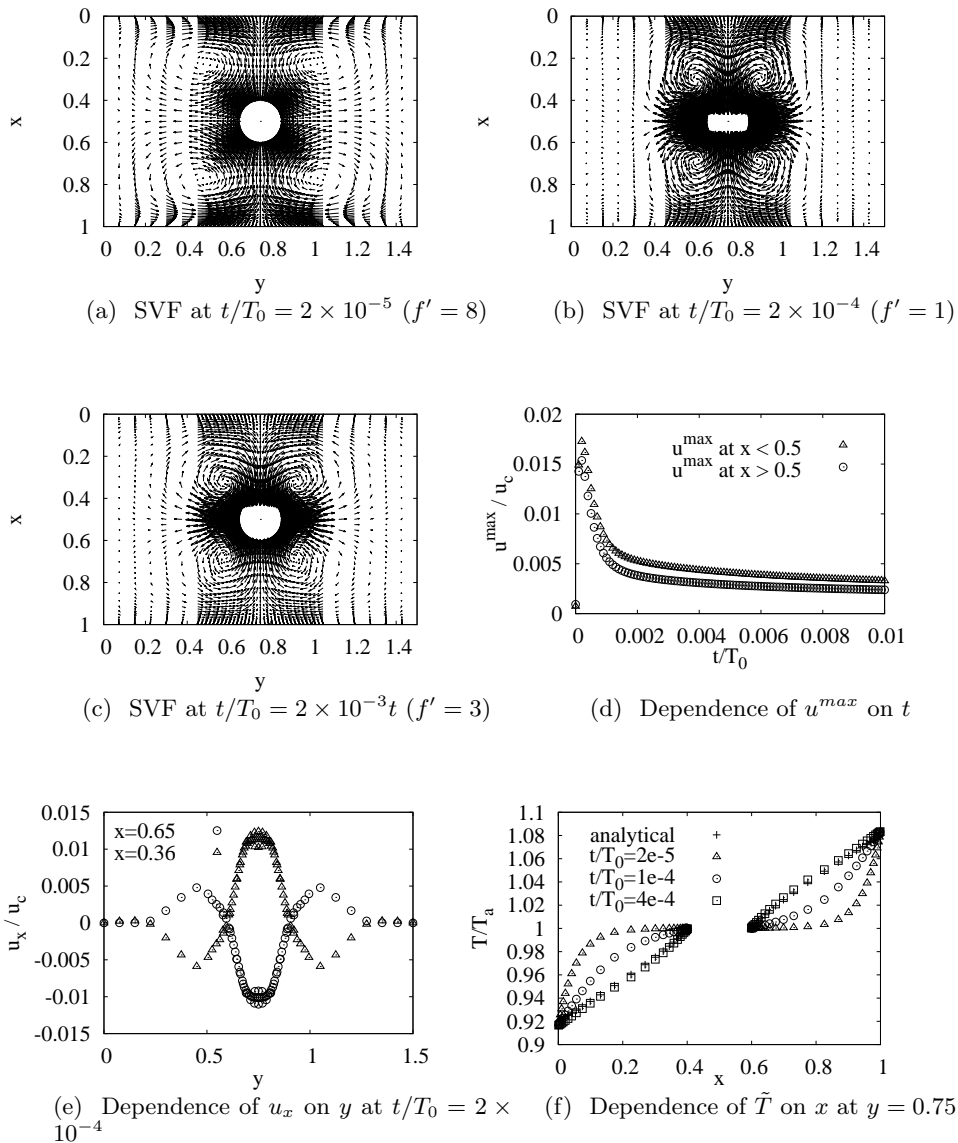 0
0.2
0.4
0.6
0.8
1
x
0 0.2 0.4 0.6 0.8 1 1.2 1.4
y
(a) SVF at t/T₀ = 2 × 10⁻⁵ (f′ = 8)
0
0.2
0.4
0.6
0.8
1
x
0 0.2 0.4 0.6 0.8 1 1.2 1.4
y
(b) SVF at t/T₀ = 2 × 10⁻⁴ (f′ = 1)
0
0.2
0.4
0.6
0.8
1
x
0 0.2 0.4 0.6 0.8 1 1.2 1.4
y
(c) SVF at t/T₀ = 2 × 10⁻³t (f′ = 3)
0.02
0.015
0.01
0.005
0
u^max / u_c
u^max at x < 0.5
u^max at x > 0.5
0 0.002 0.004 0.006 0.008 0.01
t/T₀
(d) Dependence of u^max on t
0.015
0.01
0.005
0
-0.005
-0.01
-0.015
u_x / u_c
x=0.65
x=0.36
0 0.5 1 1.5
y
(e) Dependence of u_x on y at t/T₀ = 2 ×
10⁻⁴
1.1
1.08
1.06
1.04
1.02
1
0.98
0.96
0.94
0.92
0.9
T/T_a
analytical
t/T₀=2e-5
t/T₀=1e-4
t/T₀=4e-4
0 0.2 0.4 0.6 0.8 1
x
(f) Dependence of T̃ on x at y = 0.75